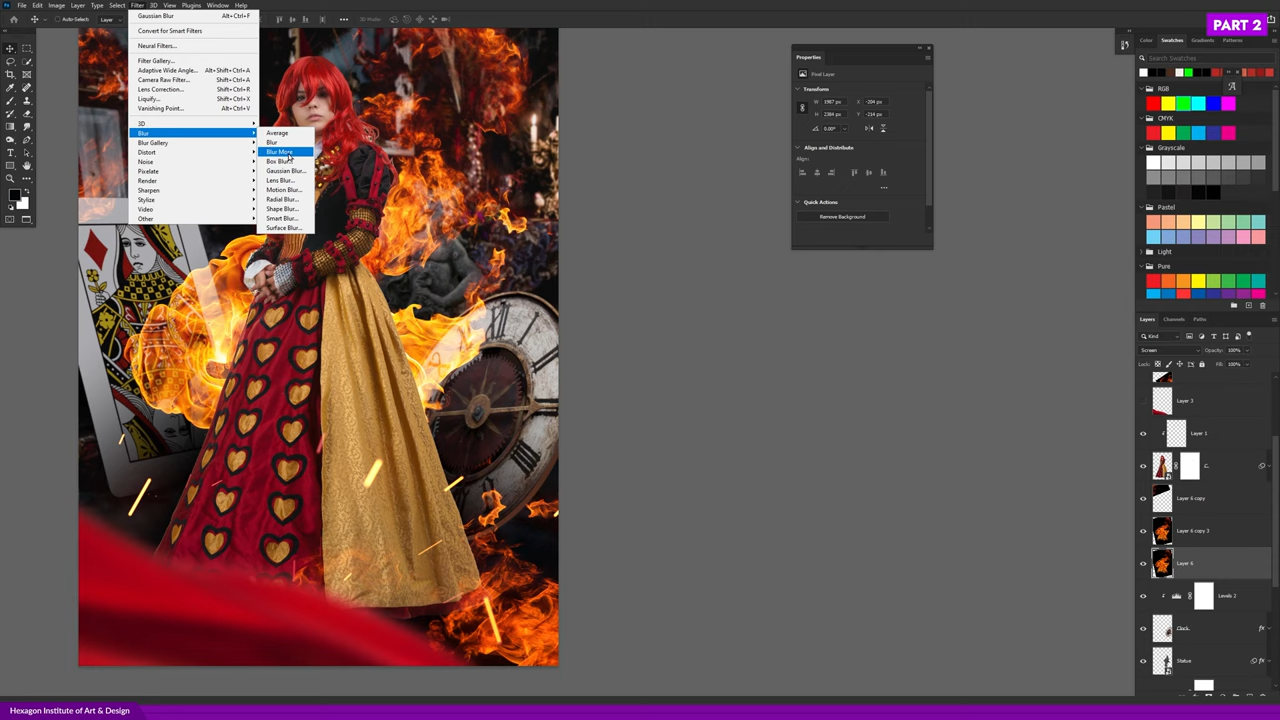 File Edit Image Layer Type Select Filter 3D View Plugins Window Help
PART 2
Auto-Select: Layer
3D Mode:
Gaussian Blur Alt+Ctrl+F
Convert for Smart Filters
Neural Filters...
Filter Gallery...
Adaptive Wide Angle... Alt+Shift+Ctrl+A
Camera Raw Filter... Shift+Ctrl+A
Lens Correction... Shift+Ctrl+R
Liquify... Shift+Ctrl+X
Vanishing Point... Alt+Ctrl+V
3D
Blur
Blur Gallery
Distort
Noise
Pixelate
Render
Sharpen
Stylize
Video
Other
Average
Blur
Blur More
Box Blur...
Gaussian Blur...
Lens Blur...
Motion Blur...
Radial Blur...
Shape Blur...
Smart Blur...
Surface Blur...
K
Properties
Pixel Layer
Transform
W 1987 px X -204 px
H 2384 px Y -214 px
0.00°
Align and Distribute
Align:
Quick Actions
Remove Background
Color Swatches Gradients Patterns
Search Swatches
RGB
CMYK
Grayscale
Pastel
Light
Pure
Layers Channels Paths
Kind
Screen Opacity: 100%
Lock: Fill: 100%
Layer 3
Layer 1
Layer 6 copy
Layer 6 copy 3
Layer 6
Levels 2
Clock fx
Statue fx
Hexagon Institute of Art & Design